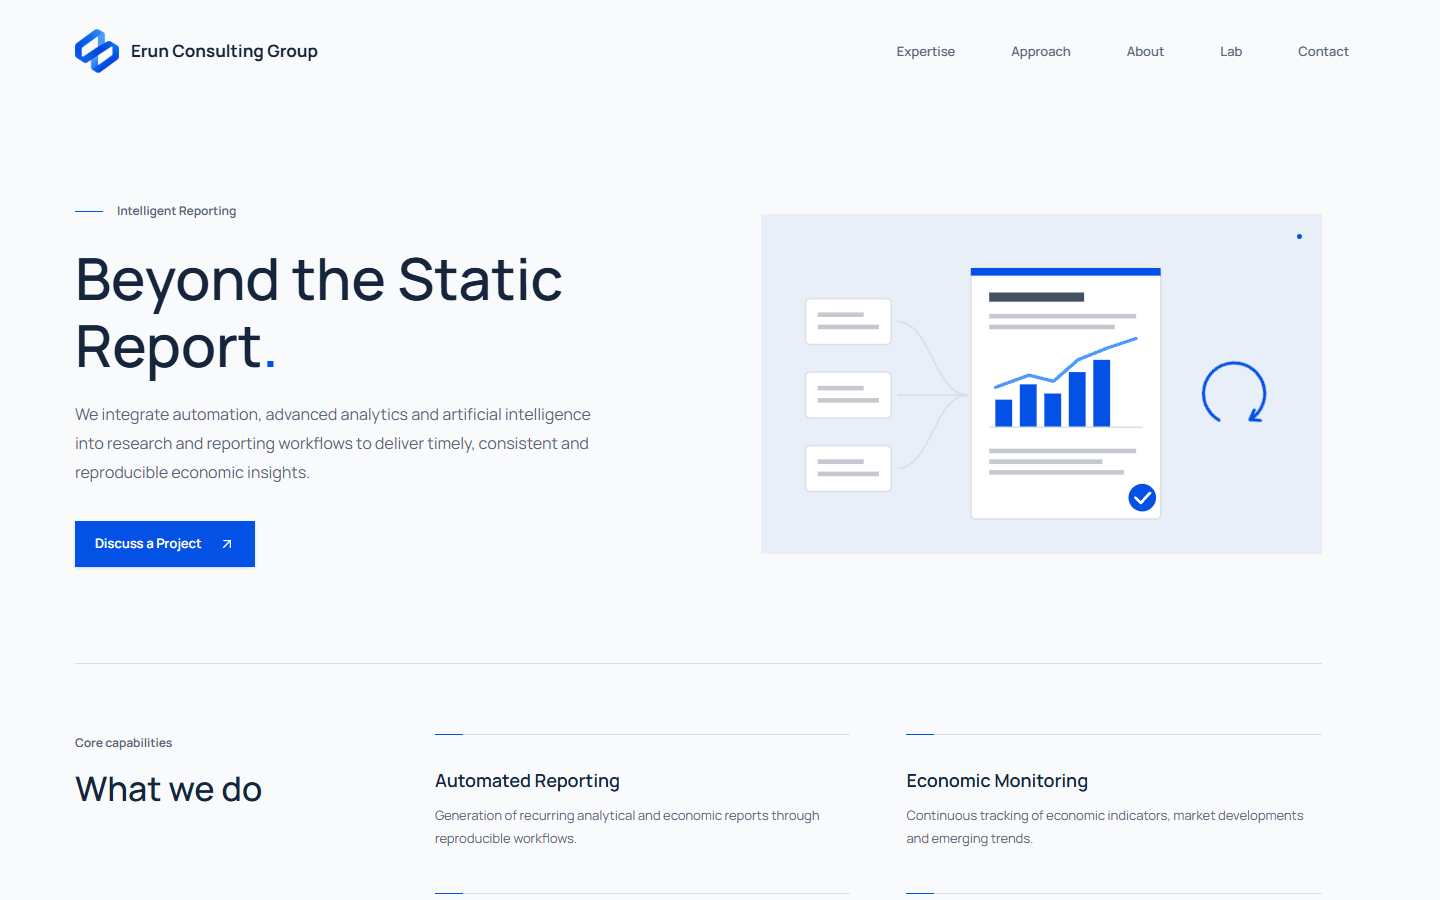 Erun Consulting Group
Expertise
Approach
About
Lab
Contact
Intelligent Reporting
Beyond the Static
Report.
We integrate automation, advanced analytics and artificial intelligence
into research and reporting workflows to deliver timely, consistent and
reproducible economic insights.
Discuss a Project
Core capabilities
What we do
Automated Reporting
Generation of recurring analytical and economic reports through
reproducible workflows.
Economic Monitoring
Continuous tracking of economic indicators, market developments
and emerging trends.